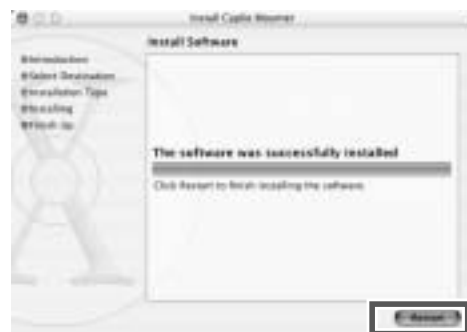 Install Caplio Mounter
Install Software
Introduction
Select Destination
Installation Type
Installing
Finish Up
The software was successfully installed
Click Restart to finish installing the software.
Restart